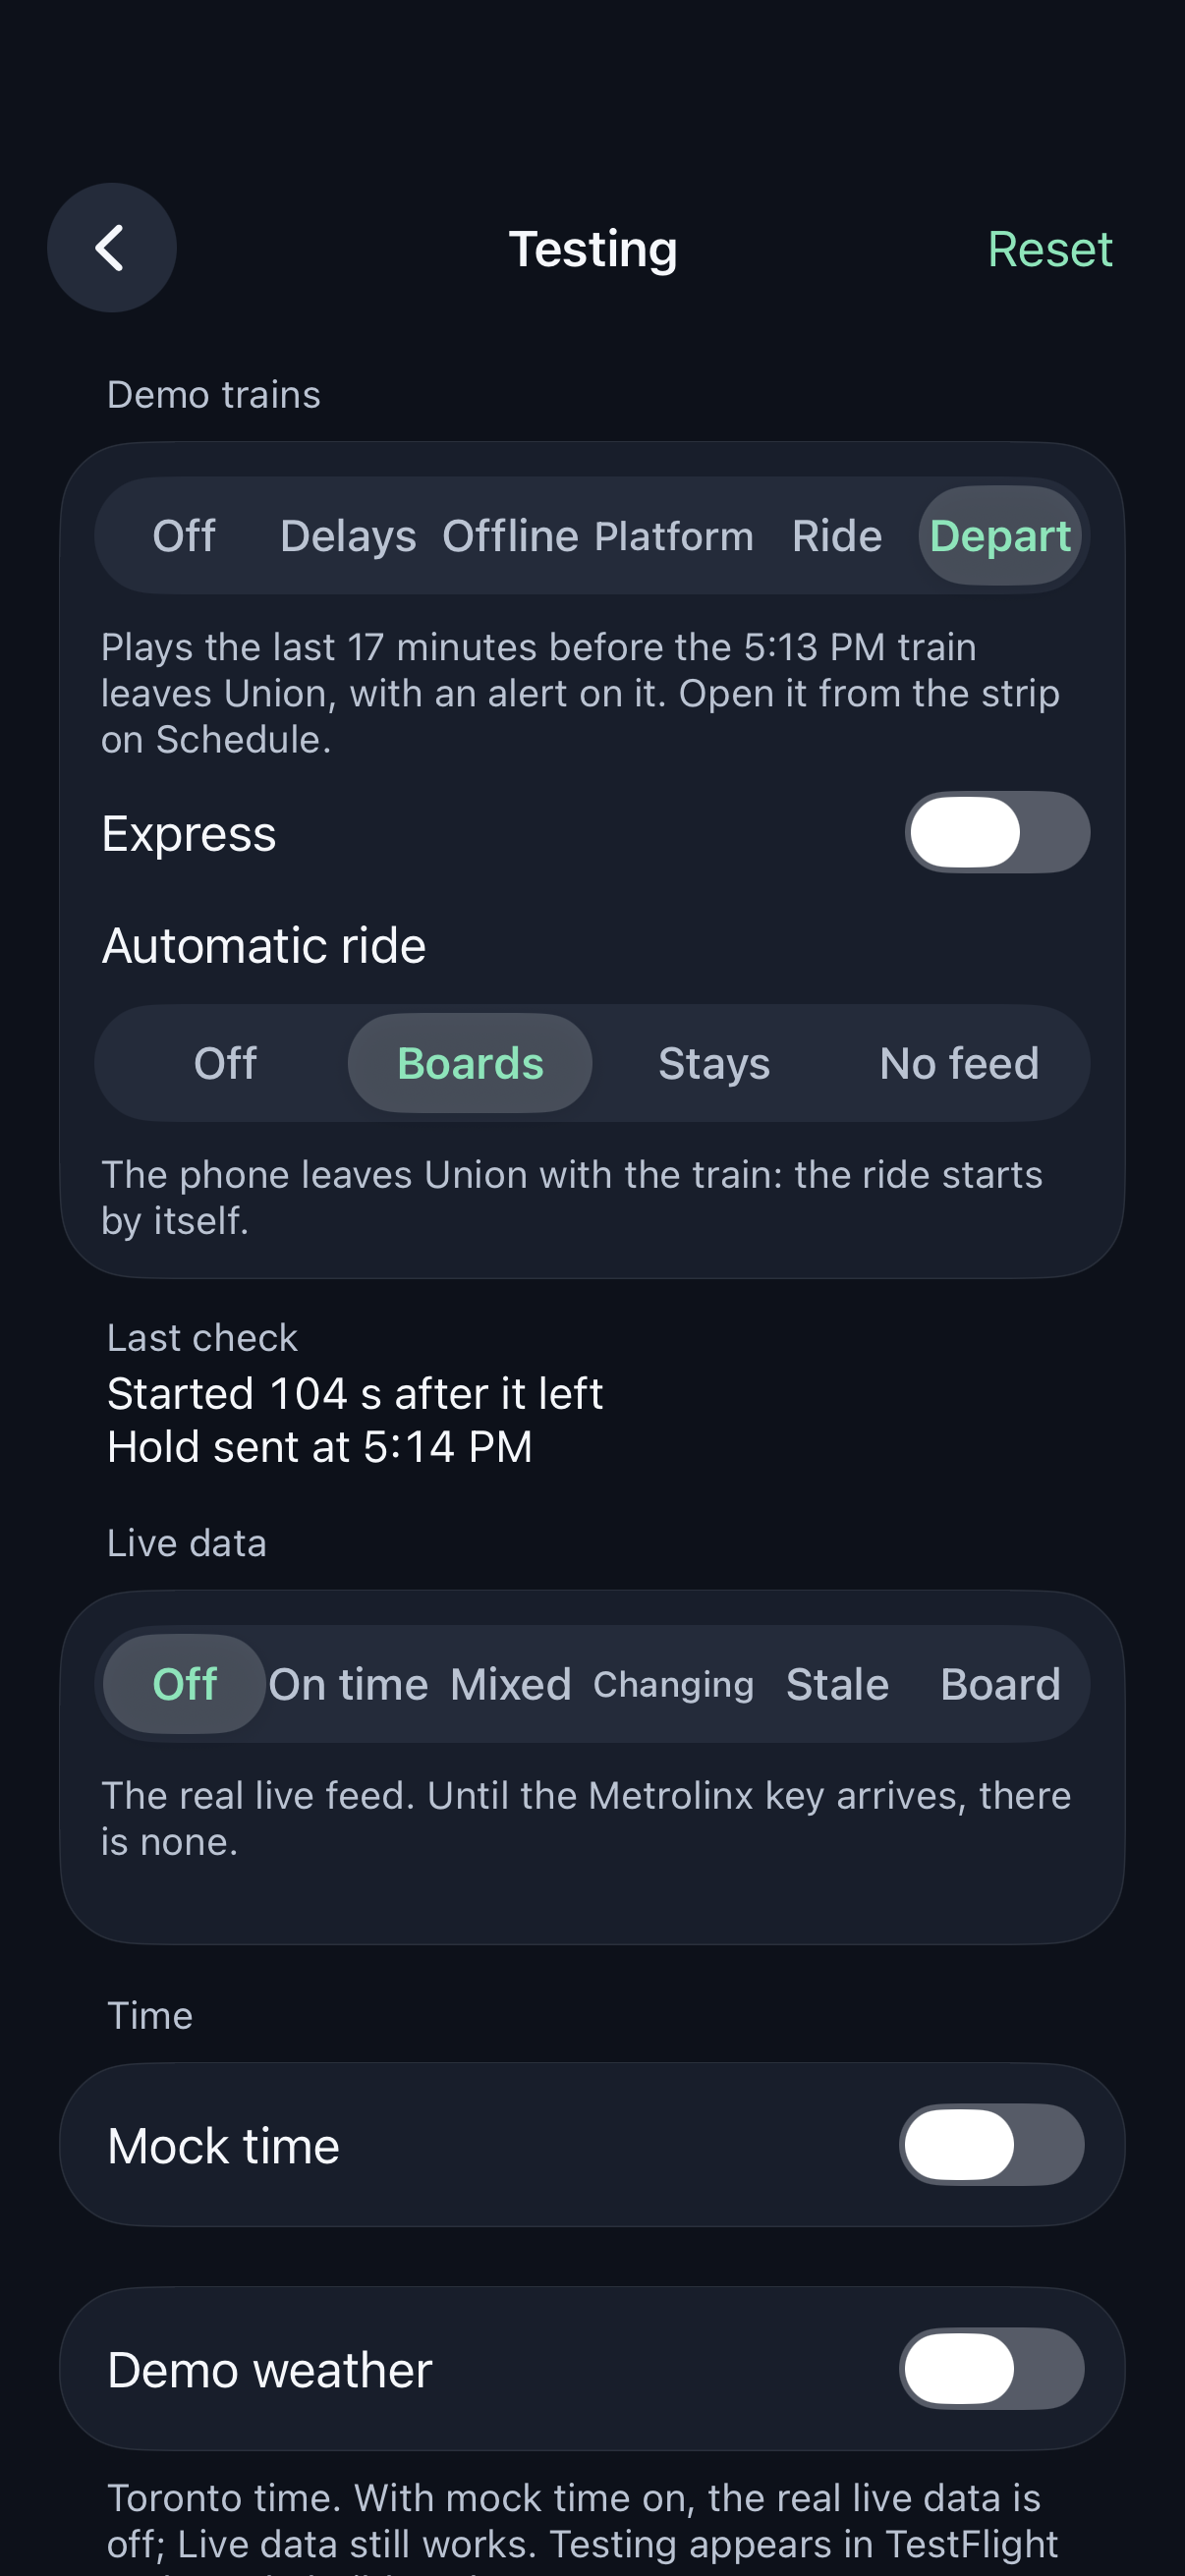 Testing
Reset
Demo trains
Off Delays Offline Platform Ride Depart
Plays the last 17 minutes before the 5:13 PM train
leaves Union, with an alert on it. Open it from the strip
on Schedule.
Express
Automatic ride
Off Boards Stays No feed
The phone leaves Union with the train: the ride starts
by itself.
Last check
Started 104 s after it left
Hold sent at 5:14 PM
Live data
Off On time Mixed Changing Stale Board
The real live feed. Until the Metrolinx key arrives, there
is none.
Time
Mock time
Demo weather
Toronto time. With mock time on, the real live data is
off; Live data still works. Testing appears in TestFlight